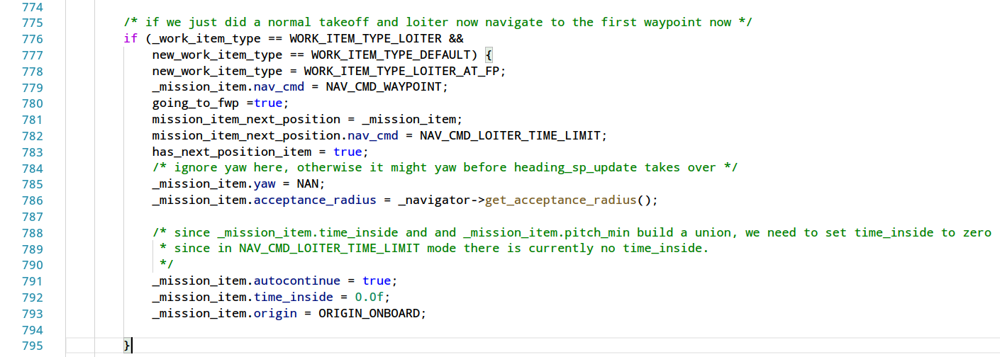 774
775 /* if we just did a normal takeoff and loiter now navigate to the first waypoint now */
776 if (_work_item_type == WORK_ITEM_TYPE_LOITER &&
777 new_work_item_type == WORK_ITEM_TYPE_DEFAULT) {
778 new_work_item_type = WORK_ITEM_TYPE_LOITER_AT_FP;
779 _mission_item.nav_cmd = NAV_CMD_WAYPOINT;
780 going_to_fwp =true;
781 mission_item_next_position = _mission_item;
782 mission_item_next_position.nav_cmd = NAV_CMD_LOITER_TIME_LIMIT;
783 has_next_position_item = true;
784 /* ignore yaw here, otherwise it might yaw before heading_sp_update takes over */
785 _mission_item.yaw = NAN;
786 _mission_item.acceptance_radius = _navigator->get_acceptance_radius();
787
788 /* since _mission_item.time_inside and and _mission_item.pitch_min build a union, we need to set time_inside to zero
789 * since in NAV_CMD_LOITER_TIME_LIMIT mode there is currently no time_inside.
790 */
791 _mission_item.autocontinue = true;
792 _mission_item.time_inside = 0.0f;
793 _mission_item.origin = ORIGIN_ONBOARD;
794
795 }